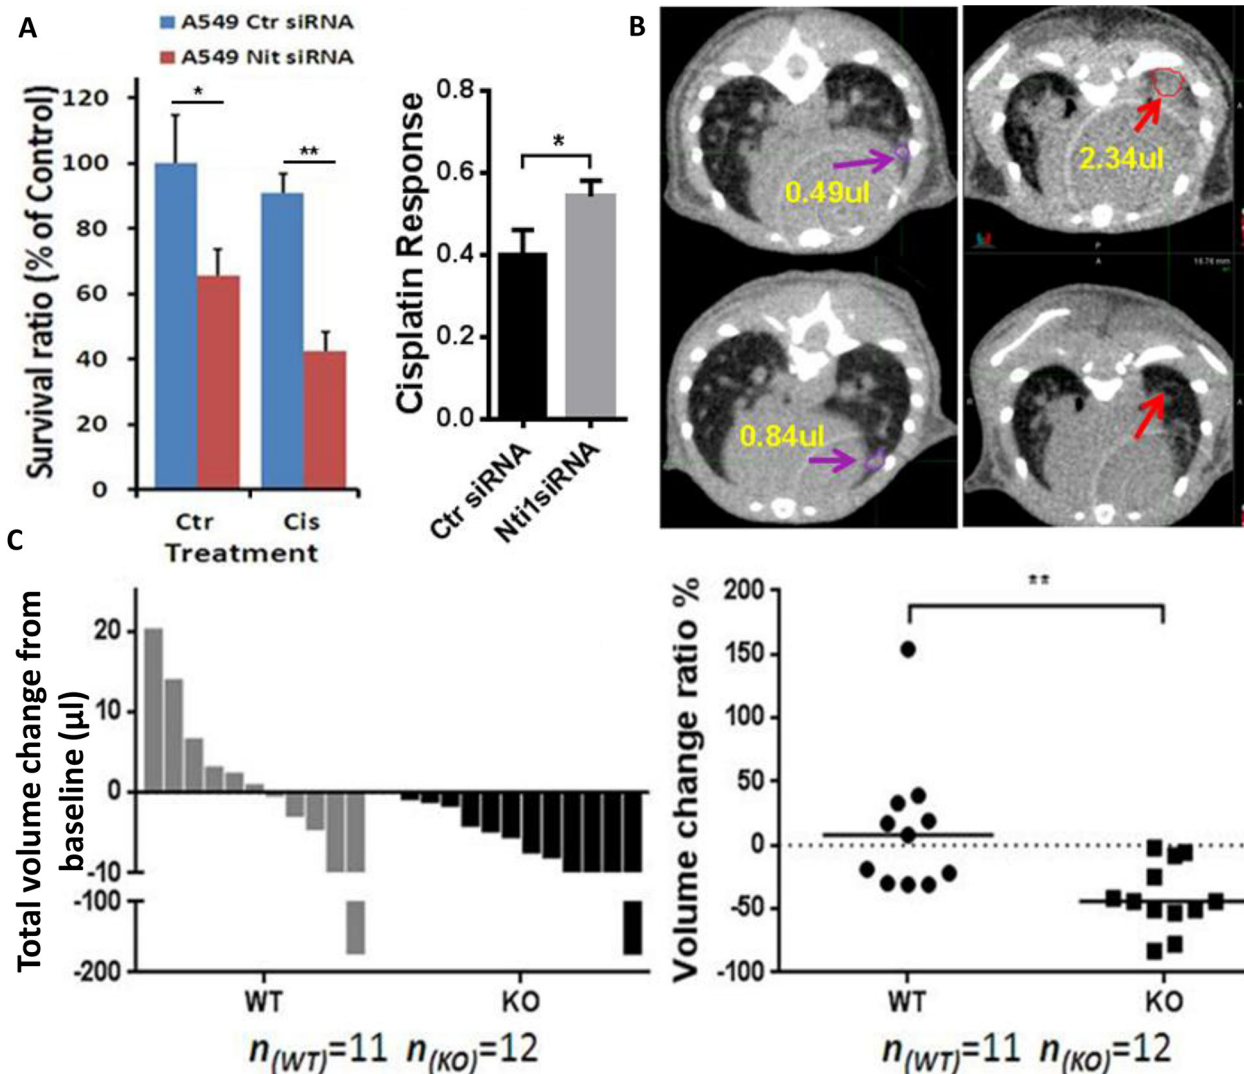 A
A549 Ctr siRNA
A549 Nit siRNA
Survival ratio (% of Control)
120
100
80
60
40
20
0
*
**
Ctr
Cis
Treatment
Cisplatin Response
0.8
0.6
0.4
0.2
0.0
*
Ctr siRNA
Nti1siRNA
B
0.49ul
2.34ul
0.84ul
A
P
A
16.76 mm
A
C
Total volume change from
baseline (µl)
20
10
0
-10
-100
-200
WT
KO
n(WT)=11 n(KO)=12
Volume change ratio %
200
150
100
50
0
-50
-100
**
WT
KO
n(WT)=11 n(KO)=12